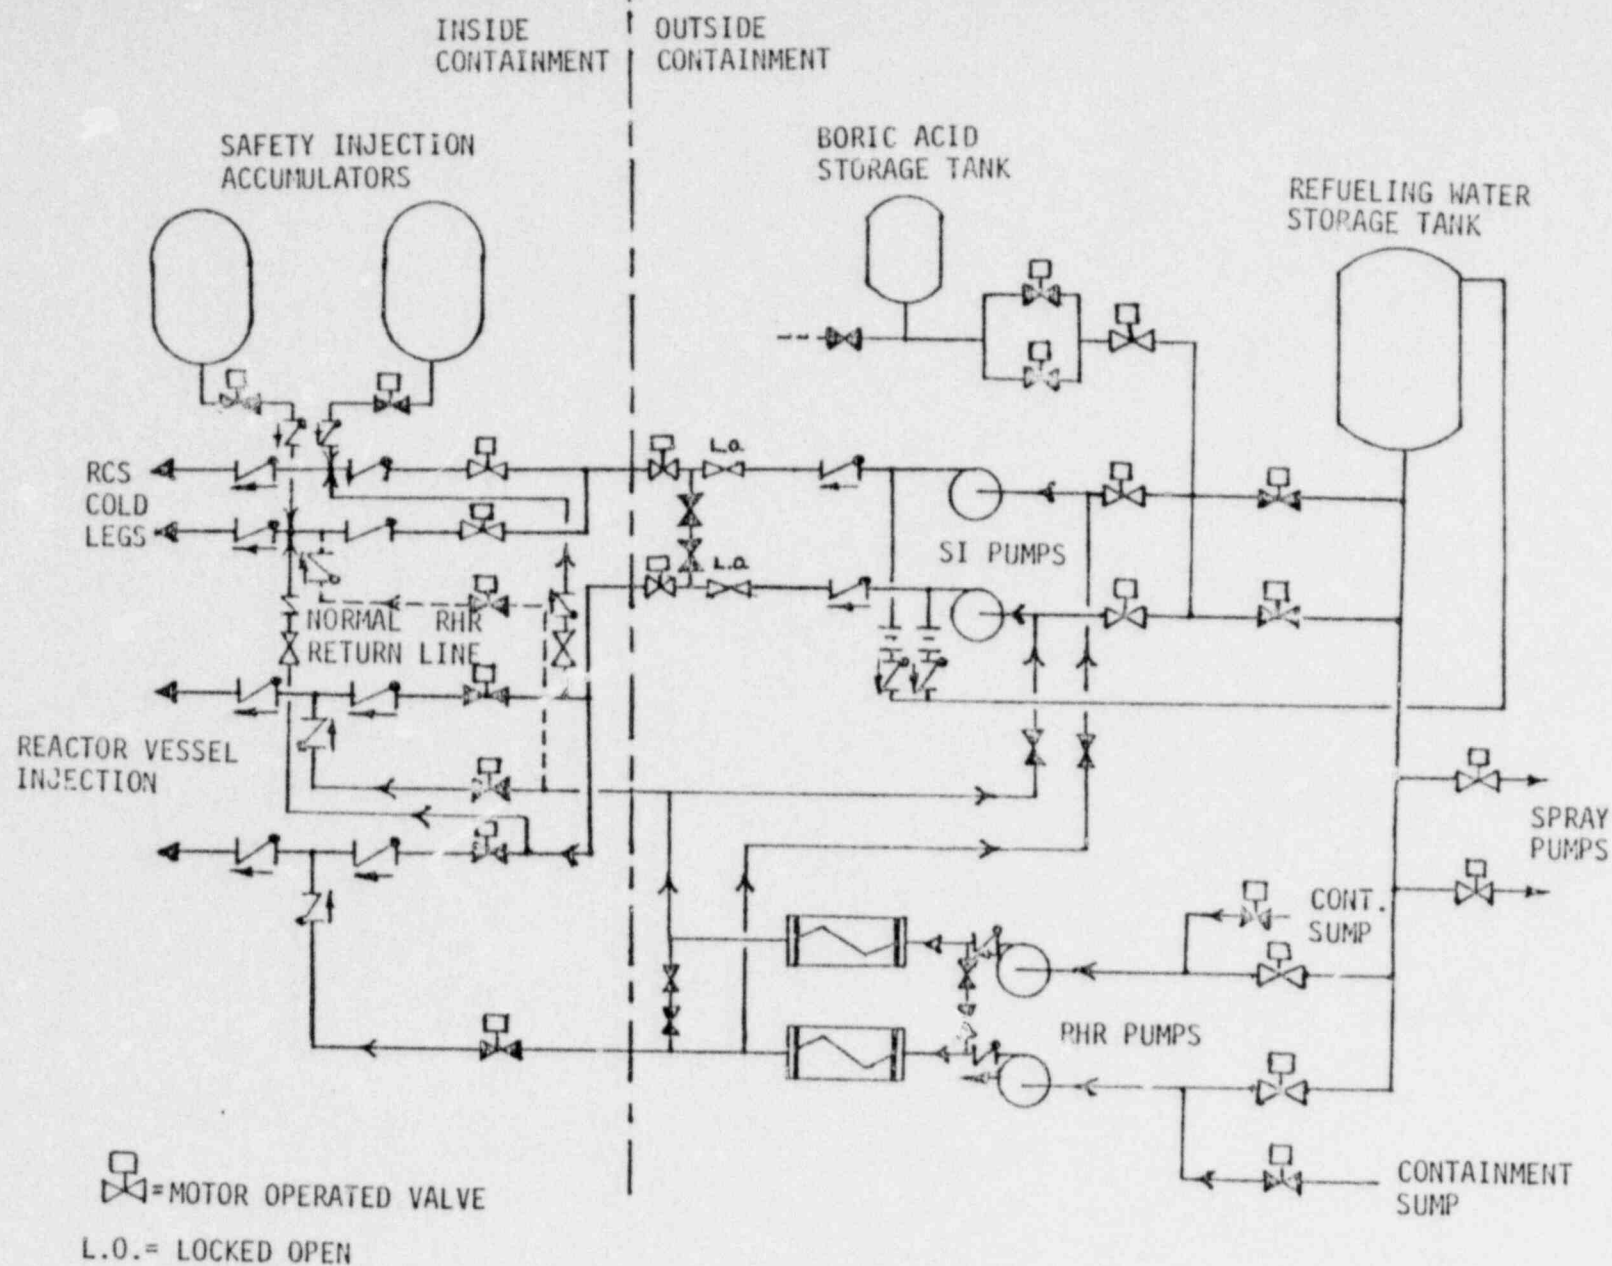 INSIDE
CONTAINMENT
OUTSIDE
CONTAINMENT
SAFETY INJECTION
ACCUMULATORS
BORIC ACID
STORAGE TANK
REFUELING WATER
STORAGE TANK
RCS
COLD
LEGS
L.O.
L.O.
SI PUMPS
NORMAL RHR
RETURN LINE
REACTOR VESSEL
INJECTION
SPRAY
PUMPS
CONT.
SUMP
RHR PUMPS
CONTAINMENT
SUMP
=MOTOR OPERATED VALVE
L.O.= LOCKED OPEN